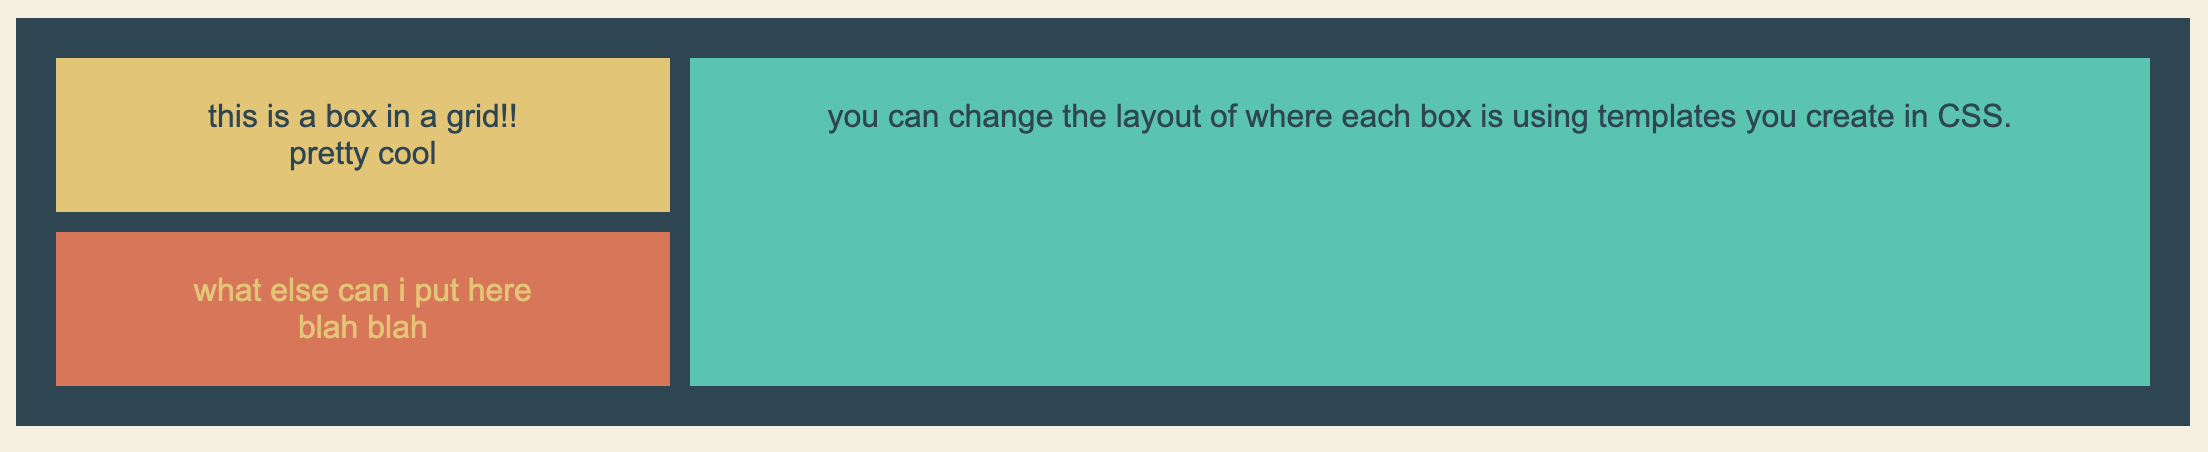 this is a box in a grid!!
pretty cool
you can change the layout of where each box is using templates you create in CSS.
what else can i put here
blah blah